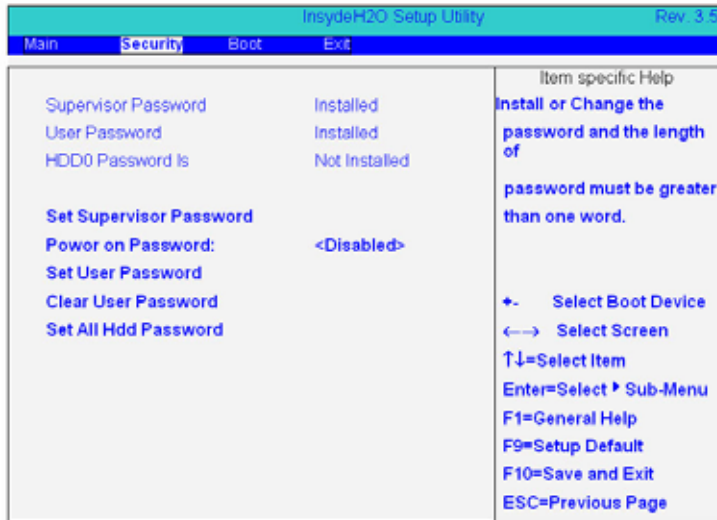 InsydeH2O Setup Utility Rev. 3.5
Main Security Boot Exit
Item specific Help
Supervisor Password Installed
User Password Installed
HDD0 Password Is Not Installed
Set Supervisor Password
Powor on Password: <Disabled>
Set User Password
Clear User Password
Set All Hdd Password
Install or Change the
password and the length
of
password must be greater
than one word.
+- Select Boot Device
←→ Select Screen
↑↓=Select Item
Enter=Select ▸ Sub-Menu
F1=General Help
F9=Setup Default
F10=Save and Exit
ESC=Previous Page